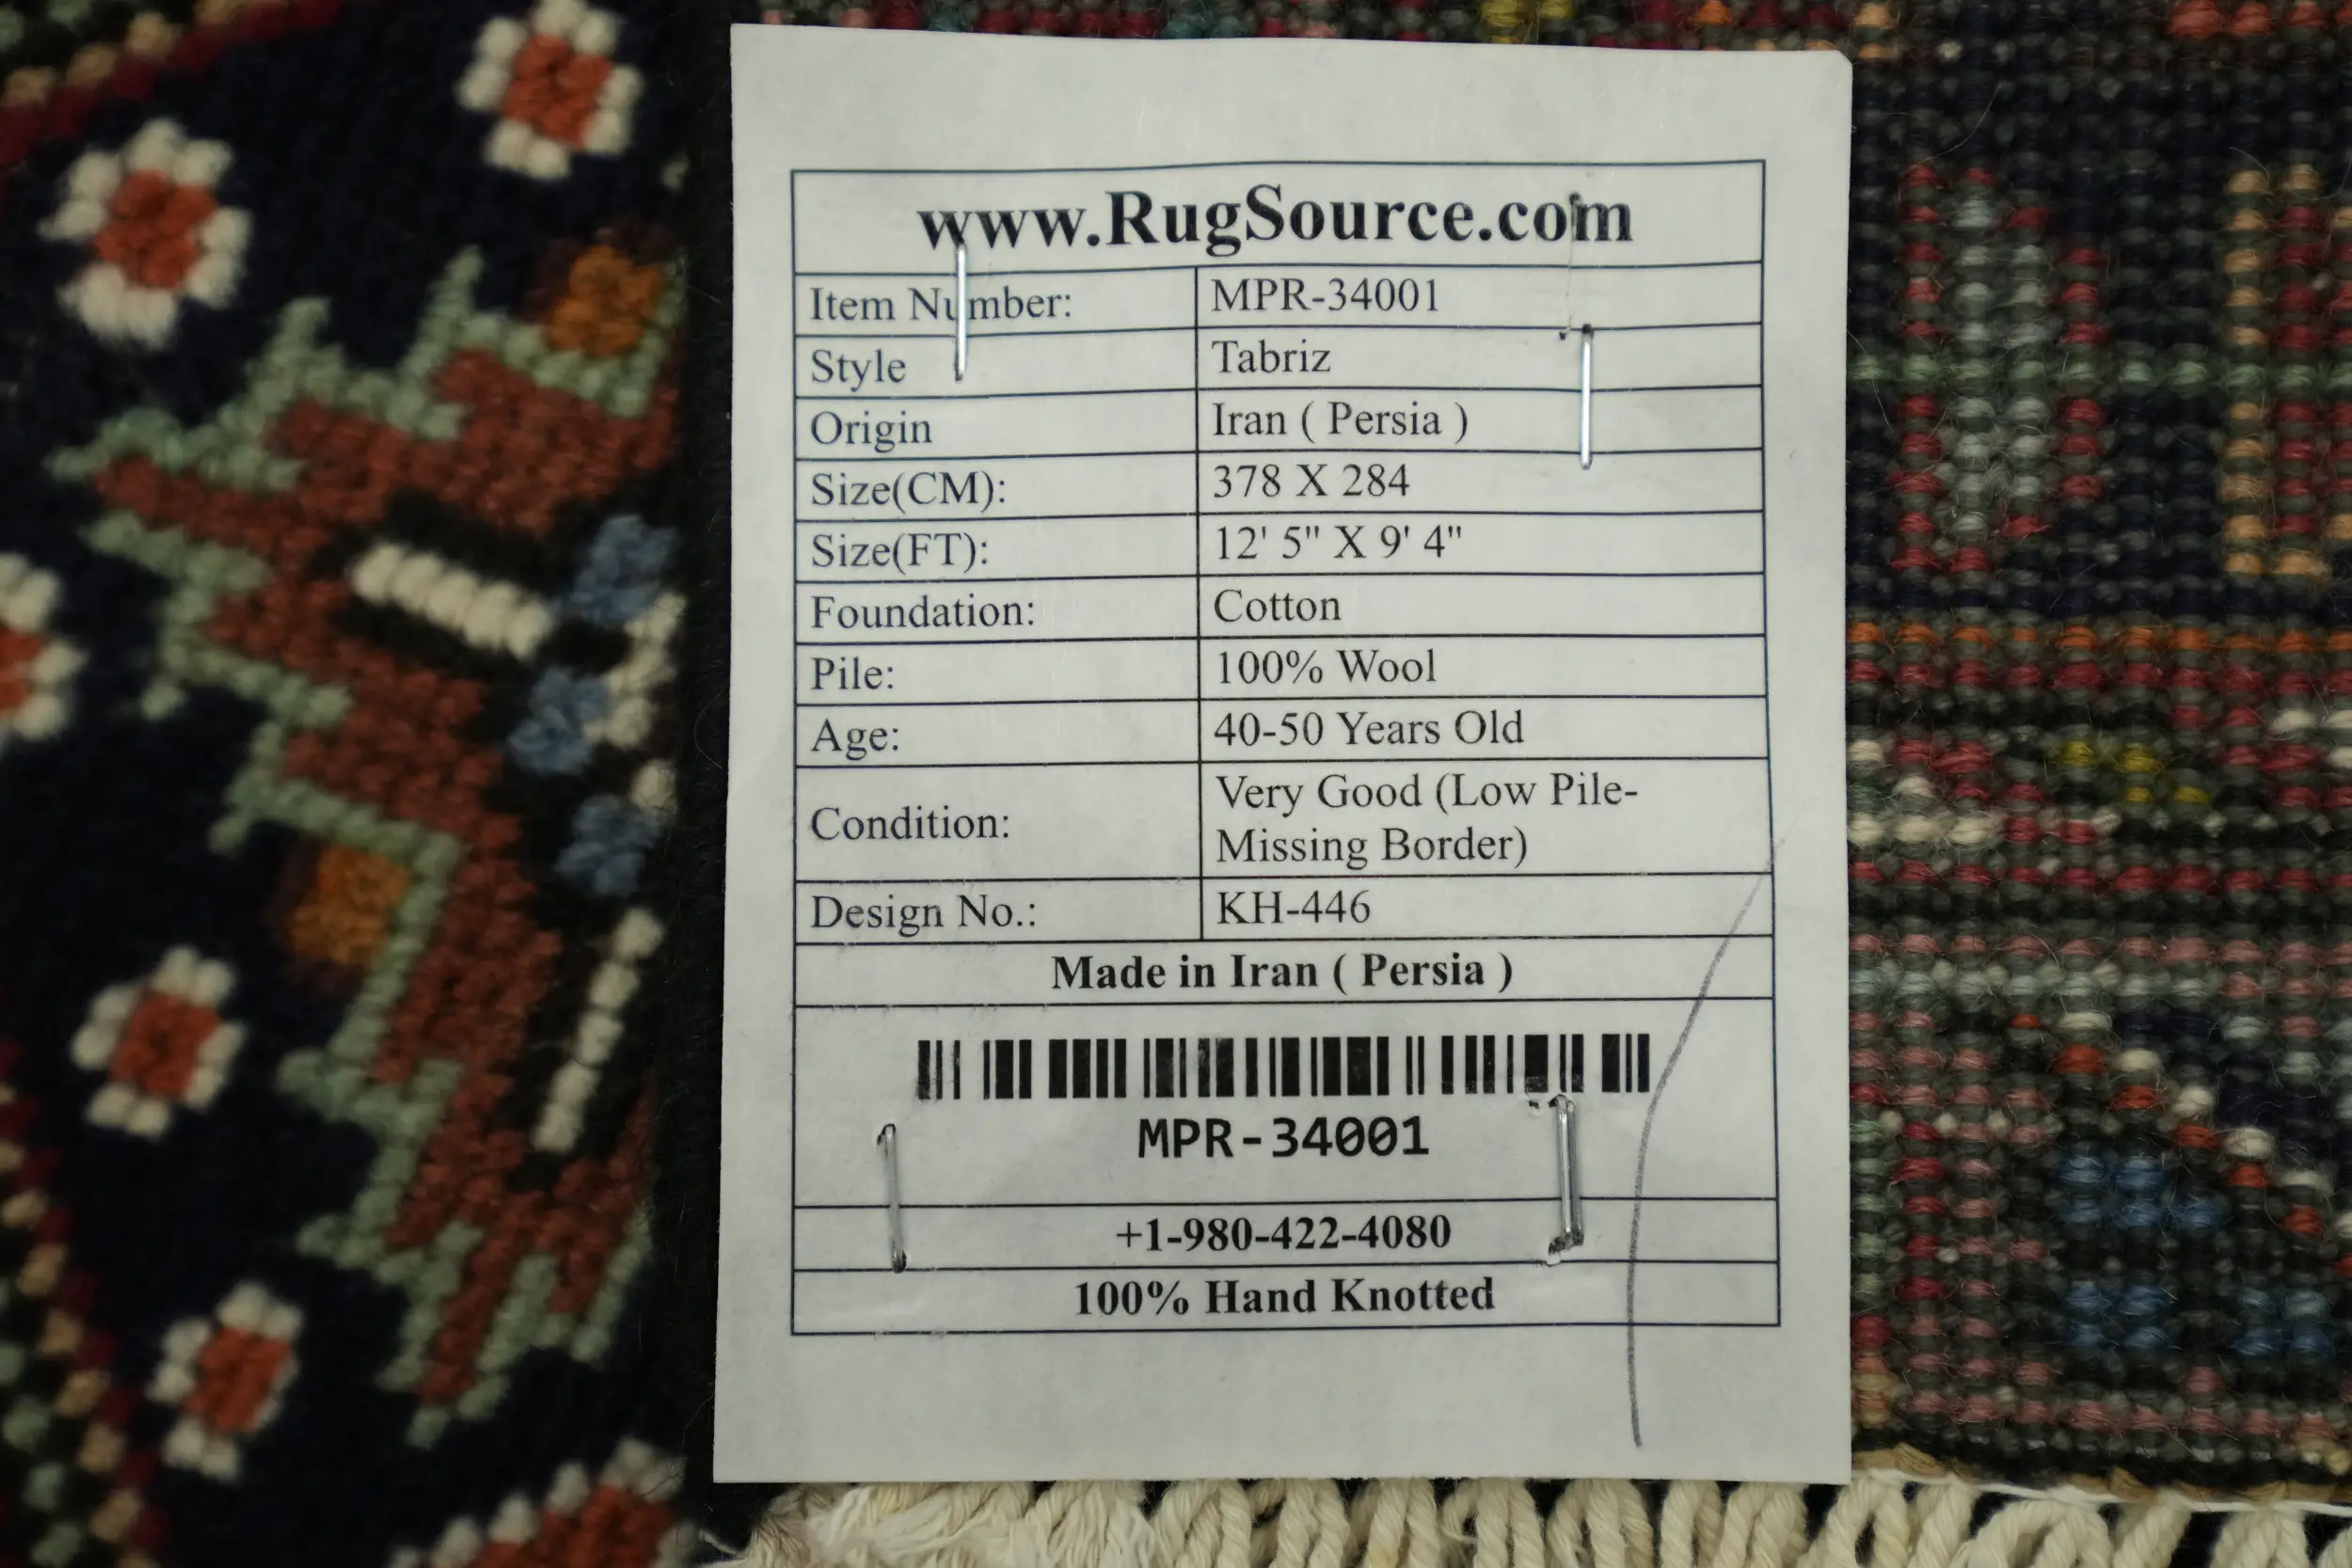 www.RugSource.com
Item Number: MPR-34001
Style Tabriz
Origin Iran ( Persia )
Size(CM): 378 X 284
Size(FT): 12' 5" X 9' 4"
Foundation: Cotton
Pile: 100% Wool
Age: 40-50 Years Old
Condition: Very Good (Low Pile-
Missing Border)
Design No.: KH-446
Made in Iran ( Persia )
MPR-34001
+1-980-422-4080
100% Hand Knotted